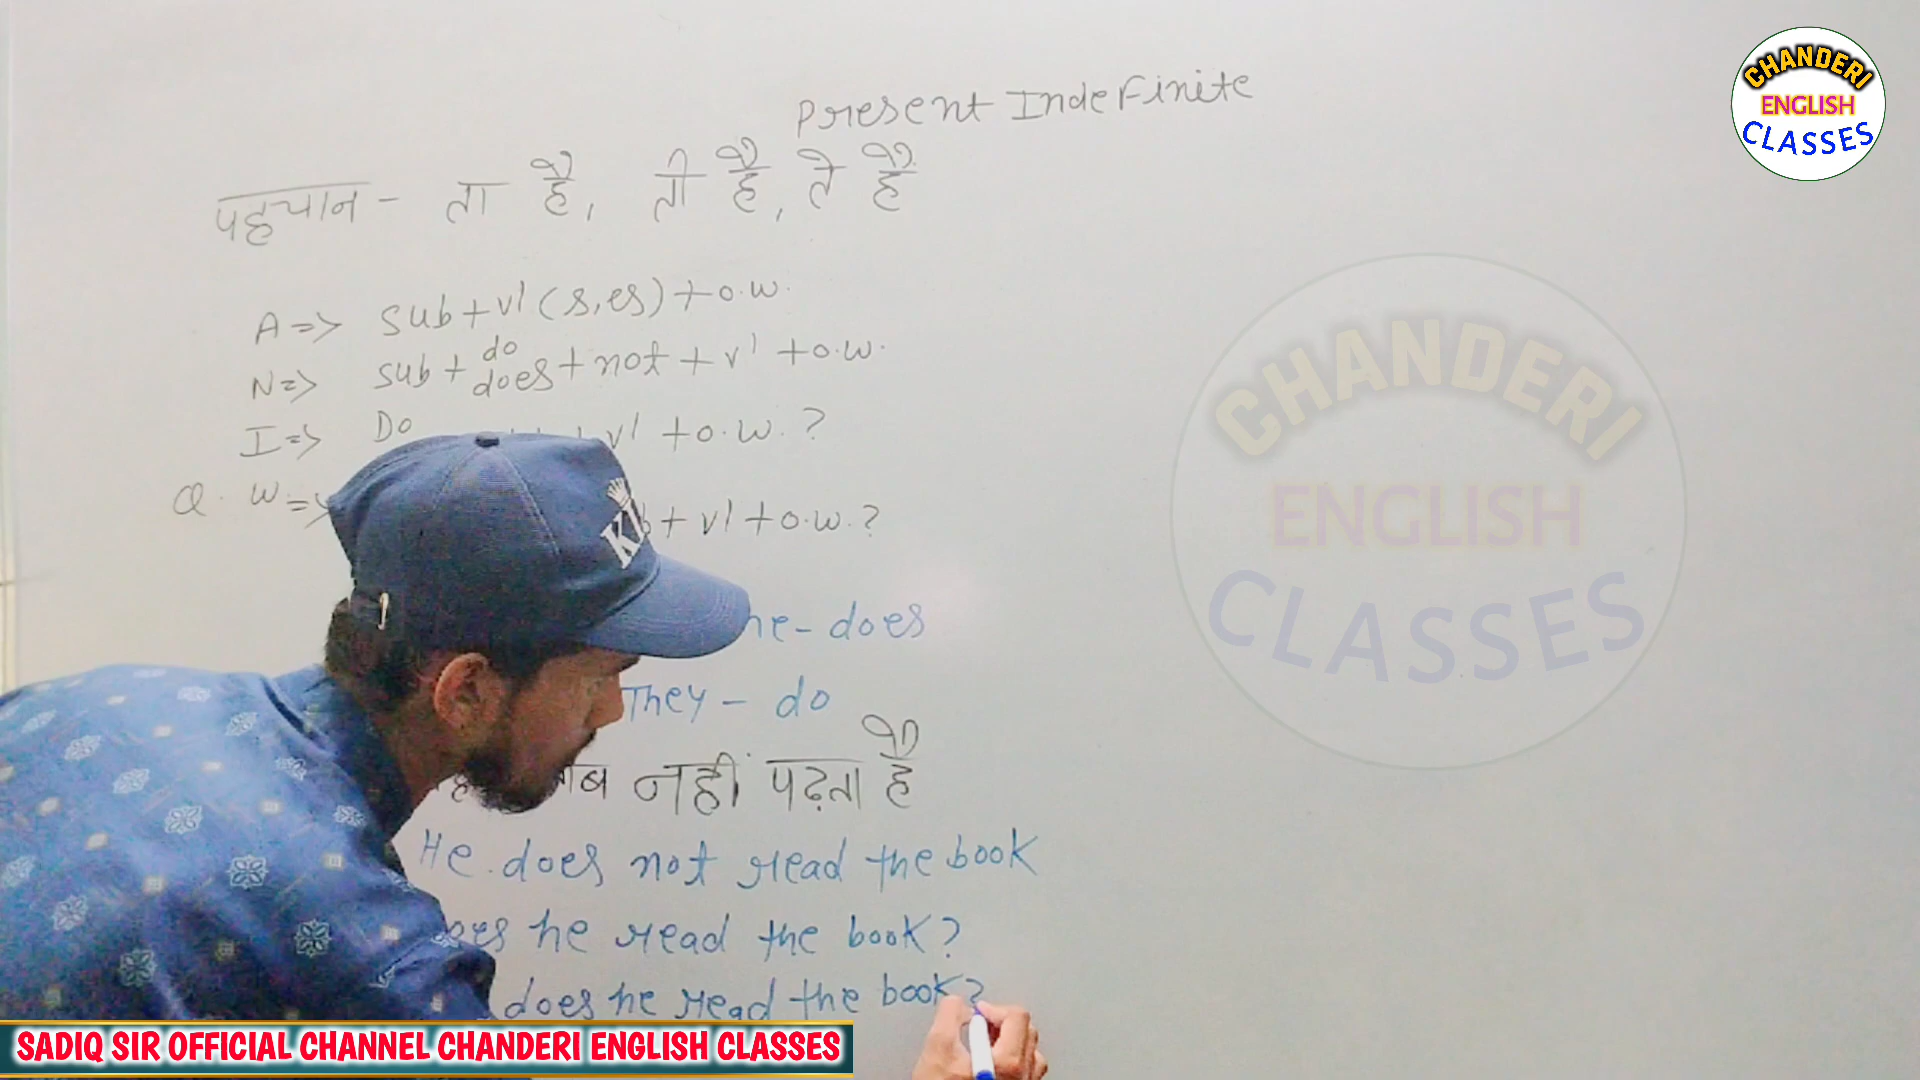 Present Indefinite
पहचान - ता है, ती है, ते है
A => sub + v1 (s, es) + o.w.
N => sub + do does + not + v1 + o.w.
I => Do v1 + o.w. ?
Q. w. => + v1 + o.w. ?
he - does
They - do
नहीं पढ़ता है
He does not read the book
he read the book?
does he read the book?
CHANDERI
ENGLISH
CLASSES
CHANDERI
ENGLISH
CLASSES
SADIQ SIR OFFICIAL CHANNEL CHANDERI ENGLISH CLASSES